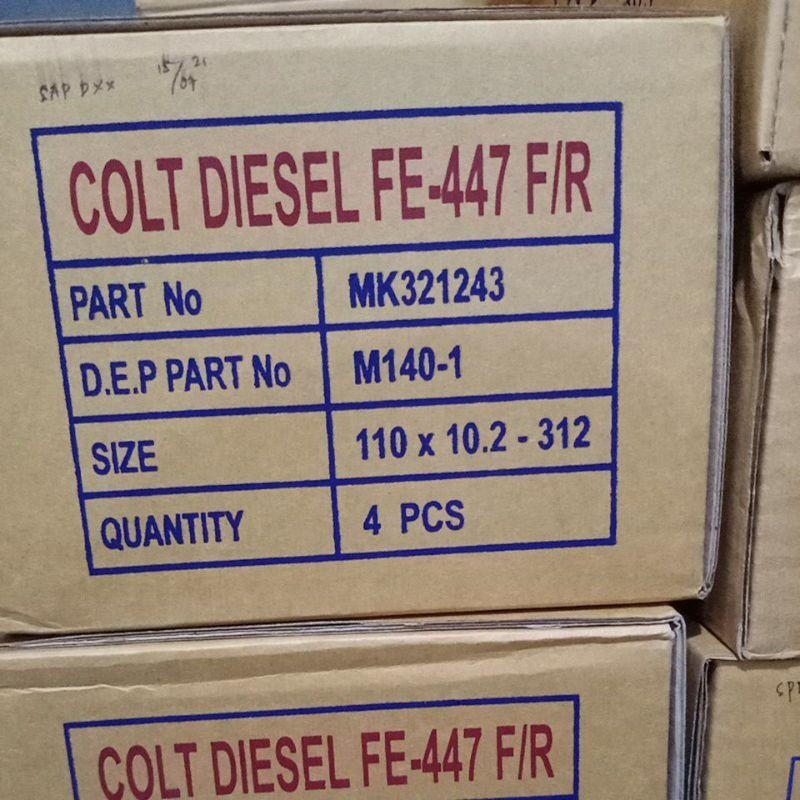 SAP DXX 15/07 21
COLT DIESEL FE-447 F/R
PART No MK321243
D.E.P PART No M140-1
SIZE 110 x 10.2 - 312
QUANTITY 4 PCS
COLT DIESEL FE-447 F/R